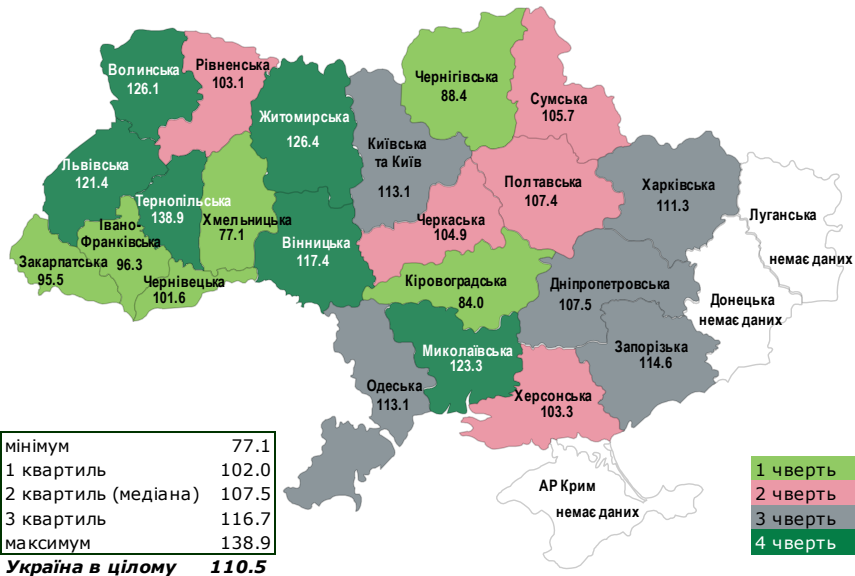 Волинська
126.1
Рівненська
103.1
Житомирська
126.4
Київська
та Київ
113.1
Чернігівська
88.4
Сумська
105.7
Львівська
121.4
Тернопільська
138.9
Хмельницька
77.1
Івано-
Франківська
96.3
Закарпатська
95.5
Чернівецька
101.6
Вінницька
117.4
Черкаська
104.9
Полтавська
107.4
Харківська
111.3
Луганська
немає даних
Кіровоградська
84.0
Дніпропетровська
107.5
Донецька
немає даних
Миколаївська
123.3
Запорізька
114.6
Одеська
113.1
Херсонська
103.3
АР Крим
немає даних
мінімум 77.1
1 квартиль 102.0
2 квартиль (медіана) 107.5
3 квартиль 116.7
максимум 138.9
Україна в цілому 110.5
1 чверть
2 чверть
3 чверть
4 чверть